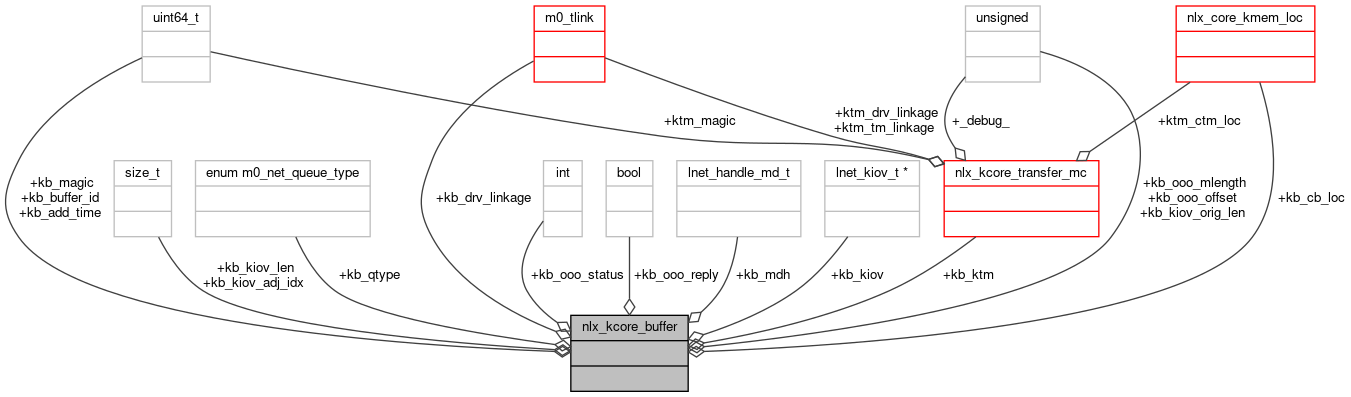 uint64_t
m0_tlink
unsigned
nlx_core_kmem_loc
+ktm_magic
+ktm_drv_linkage
+ktm_tm_linkage
+_debug_
+ktm_ctm_loc
+kb_magic
+kb_buffer_id
+kb_add_time
size_t
enum m0_net_queue_type
+kb_drv_linkage
int
bool
lnet_handle_md_t
lnet_kiov_t *
nlx_kcore_transfer_mc
+kb_ooo_mlength
+kb_ooo_offset
+kb_kiov_orig_len
+kb_cb_loc
+kb_kiov_len
+kb_kiov_adj_idx
+kb_qtype
+kb_ooo_status
+kb_ooo_reply
+kb_mdh
+kb_kiov
+kb_ktm
nlx_kcore_buffer